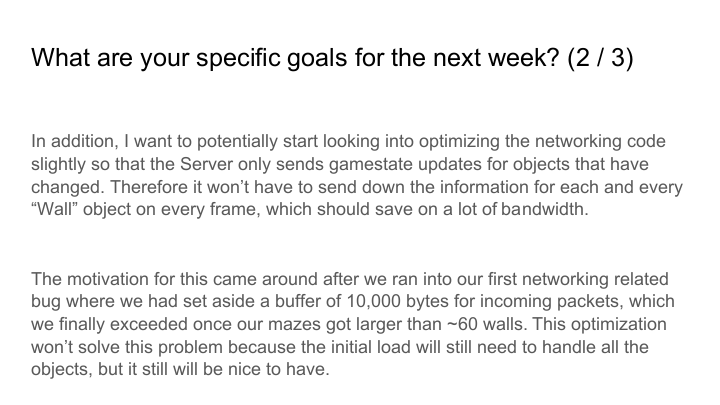 What are your specific goals for the next week? (2 / 3)
In addition, I want to potentially start looking into optimizing the networking code
slightly so that the Server only sends gamestate updates for objects that have
changed. Therefore it won’t have to send down the information for each and every
“Wall” object on every frame, which should save on a lot of bandwidth.
The motivation for this came around after we ran into our first networking related
bug where we had set aside a buffer of 10,000 bytes for incoming packets, which
we finally exceeded once our mazes got larger than ~60 walls. This optimization
won’t solve this problem because the initial load will still need to handle all the
objects, but it still will be nice to have.